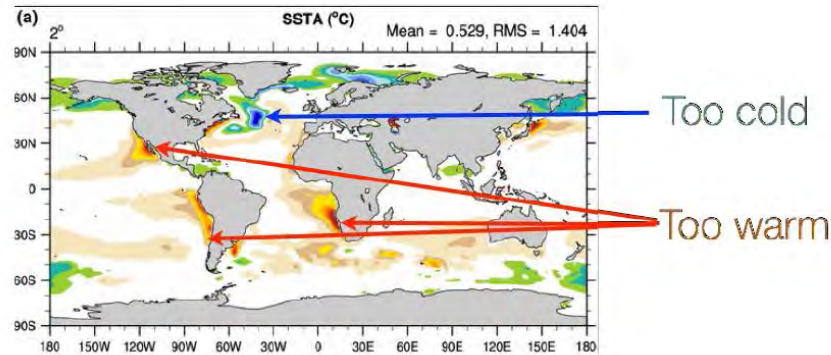 (a)
SSTA (°C)
2°
Mean = 0.529, RMS = 1.404
90N
60N
30N
0
30S
60S
90S
180 150W 120W 90W 60W 30W 0 30E 60E 90E 120E 150E 180
Too cold
Too warm